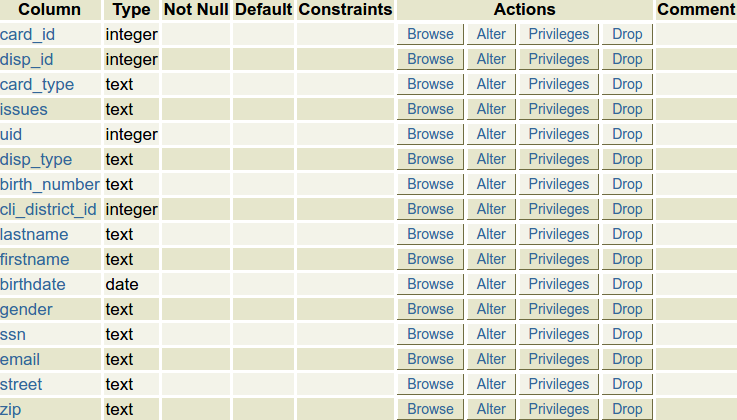 Column Type Not Null Default Constraints Actions Comment
card_id integer Browse Alter Privileges Drop
disp_id integer Browse Alter Privileges Drop
card_type text Browse Alter Privileges Drop
issues text Browse Alter Privileges Drop
uid integer Browse Alter Privileges Drop
disp_type text Browse Alter Privileges Drop
birth_number text Browse Alter Privileges Drop
cli_district_id integer Browse Alter Privileges Drop
lastname text Browse Alter Privileges Drop
firstname text Browse Alter Privileges Drop
birthdate date Browse Alter Privileges Drop
gender text Browse Alter Privileges Drop
ssn text Browse Alter Privileges Drop
email text Browse Alter Privileges Drop
street text Browse Alter Privileges Drop
zip text Browse Alter Privileges Drop